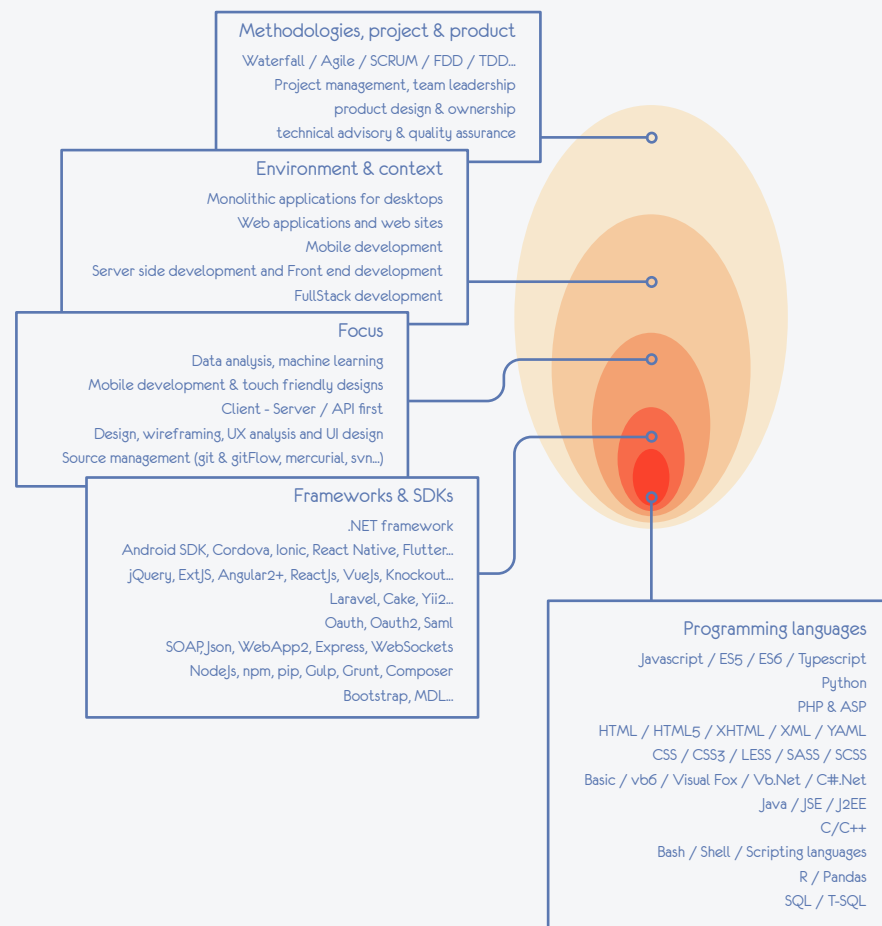 Methodologies, project & product
Waterfall / Agile / SCRUM / FDD / TDD...
Project management, team leadership
product design & ownership
technical advisory & quality assurance
Environment & context
Monolithic applications for desktops
Web applications and web sites
Mobile development
Server side development and Front end development
FullStack development
Focus
Data analysis, machine learning
Mobile development & touch friendly designs
Client - Server / API first
Design, wireframing, UX analysis and UI design
Source management (git & gitFlow, mercurial, svn...)
Frameworks & SDKs
.NET framework
Android SDK, Cordova, Ionic, React Native, Flutter...
jQuery, ExtJS, Angular2+, ReactJs, VueJs, Knockout...
Laravel, Cake, Yii2...
Oauth, Oauth2, Saml
SOAP,Json, WebApp2, Express, WebSockets
NodeJs, npm, pip, Gulp, Grunt, Composer
Bootstrap, MDL...
Programming languages
Javascript / ES5 / ES6 / Typescript
Python
PHP & ASP
HTML / HTML5 / XHTML / XML / YAML
CSS / CSS3 / LESS / SASS / SCSS
Basic / vb6 / Visual Fox / Vb.Net / C#.Net
Java / JSE / J2EE
C/C++
Bash / Shell / Scripting languages
R / Pandas
SQL / T-SQL